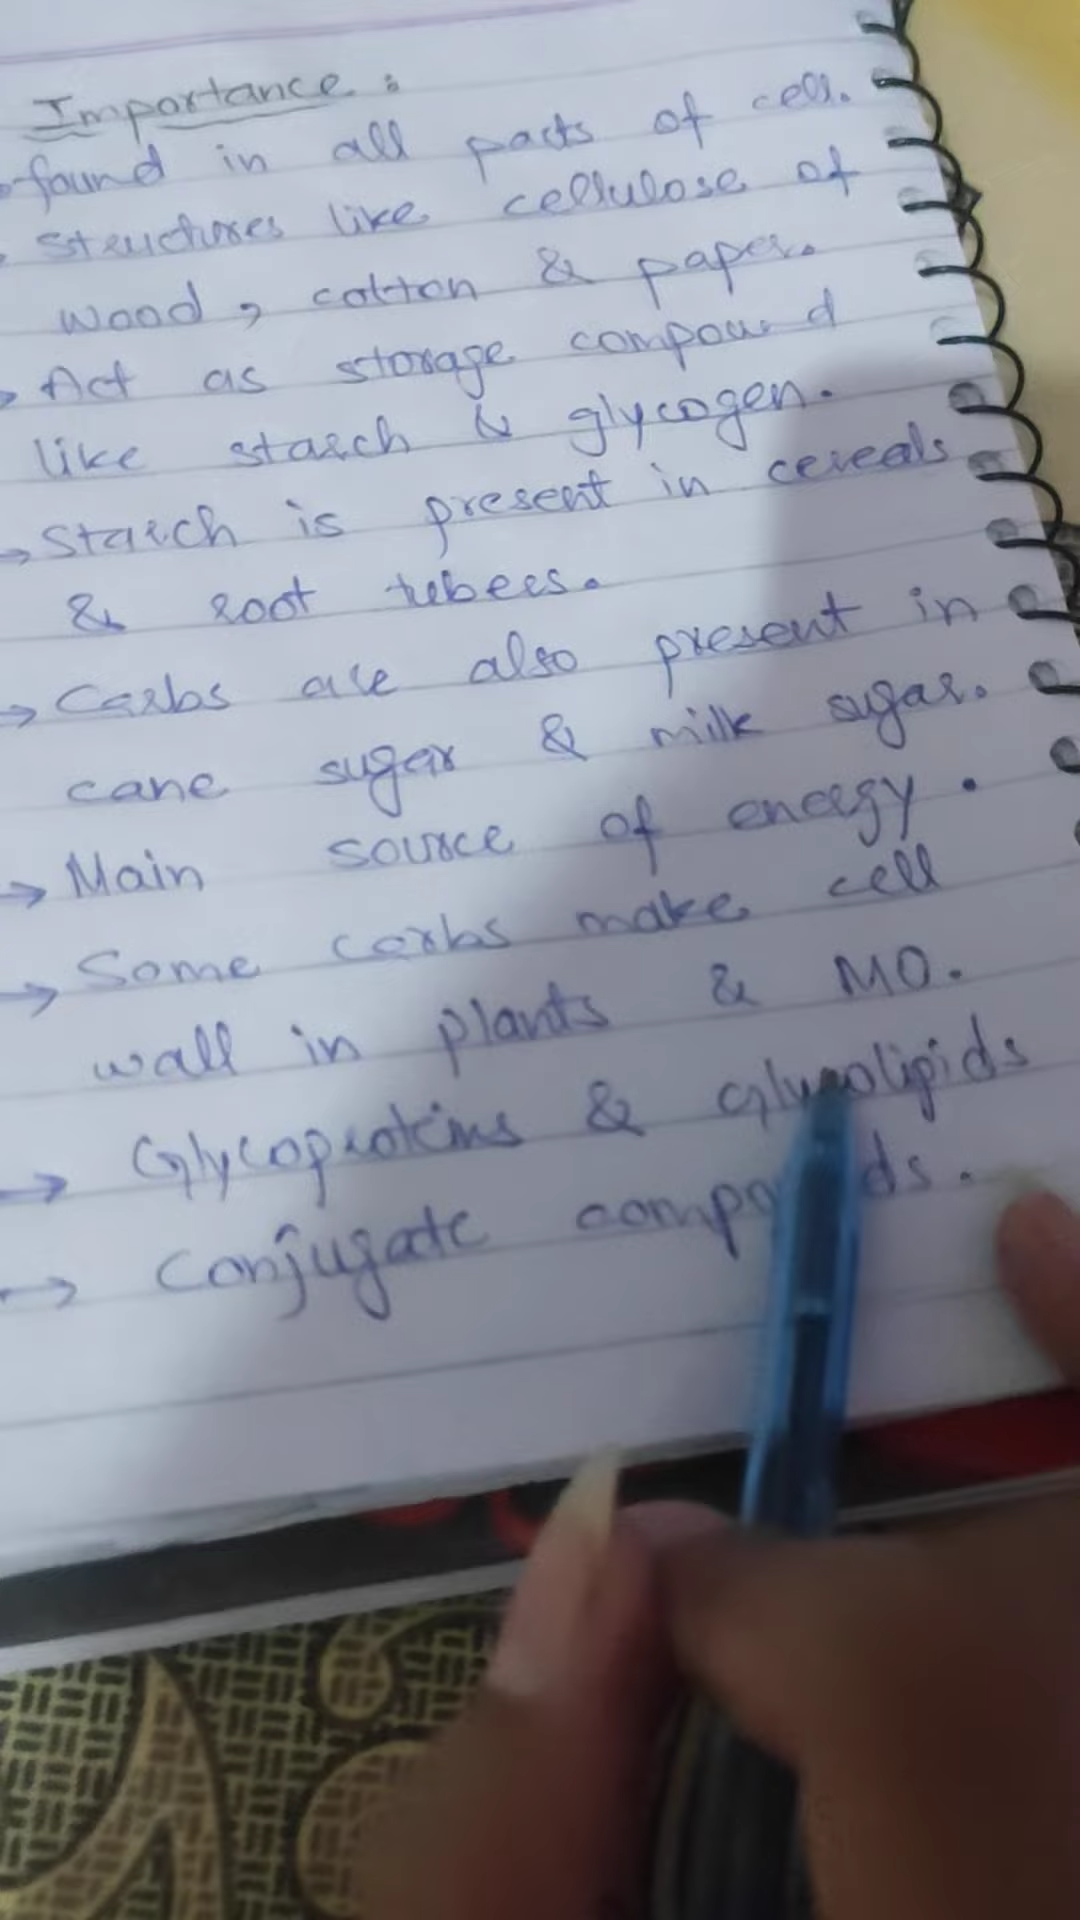 Importance :
found in all parts of cell.
structures like cellulose of
wood, cotton & paper.
→ Act as storage compound
like starch & glycogen.
→ Starch is present in cereals
& root tubers.
→ Carbs are also present in
cane sugar & milk sugar.
→ Main source of energy.
→ Some carbs make cell
wall in plants & MO.
→ Glycoproteins & Glycolipids
→ Conjugate compounds.